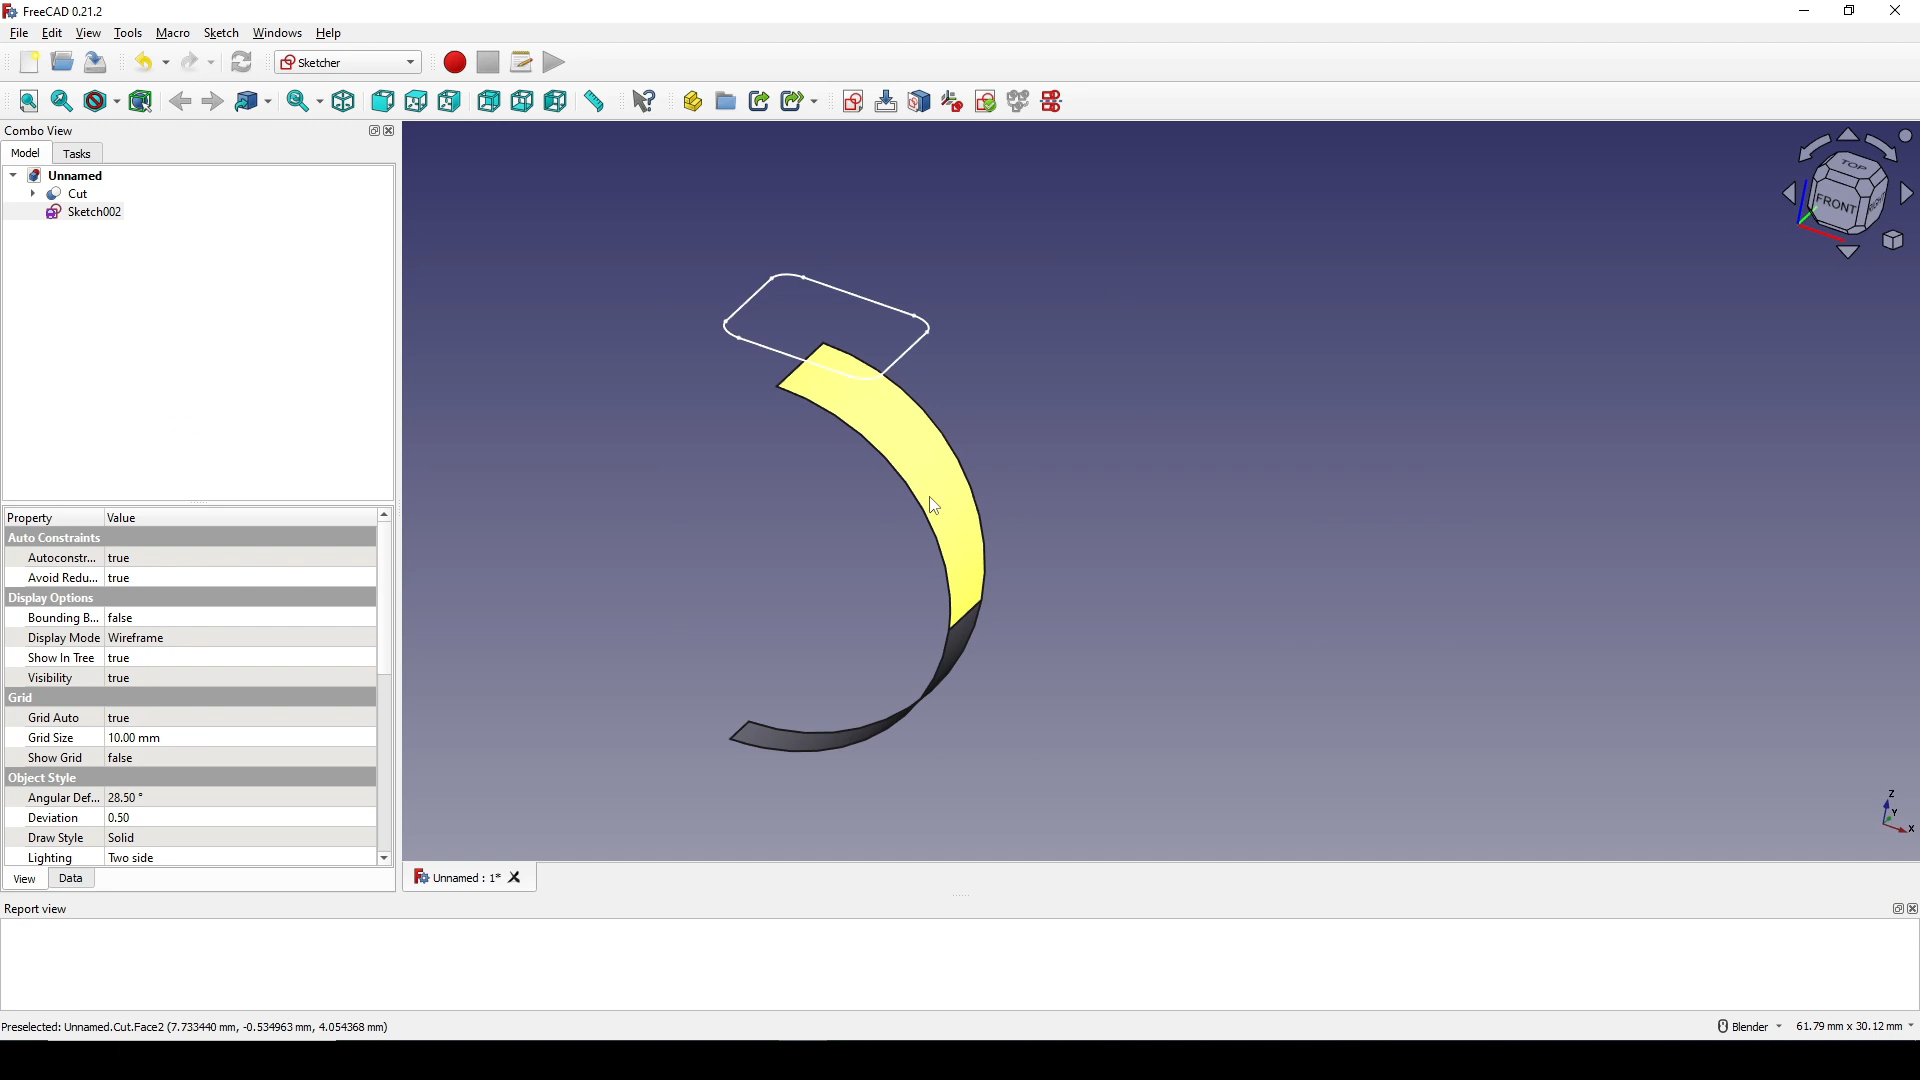 FreeCAD 0.21.2
File Edit View Tools Macro Sketch Windows Help
Sketcher
Combo View
Model Tasks
Unnamed
Cut
Sketch002
TOP
FRONT
RIGHT
Property Value
Auto Constraints
Autoconstr... true
Avoid Redu... true
Display Options
Bounding B... false
Display Mode Wireframe
Show In Tree true
Visibility true
Grid
Grid Auto true
Grid Size 10.00 mm
Show Grid false
Object Style
Angular Def... 28.50 °
Deviation 0.50
Draw Style Solid
Lighting Two side
View Data
Z
Y
X
Unnamed : 1*
Report view
Preselected: Unnamed.Cut.Face2 (7.733440 mm, -0.534963 mm, 4.054368 mm)
Blender 61.79 mm x 30.12 mm